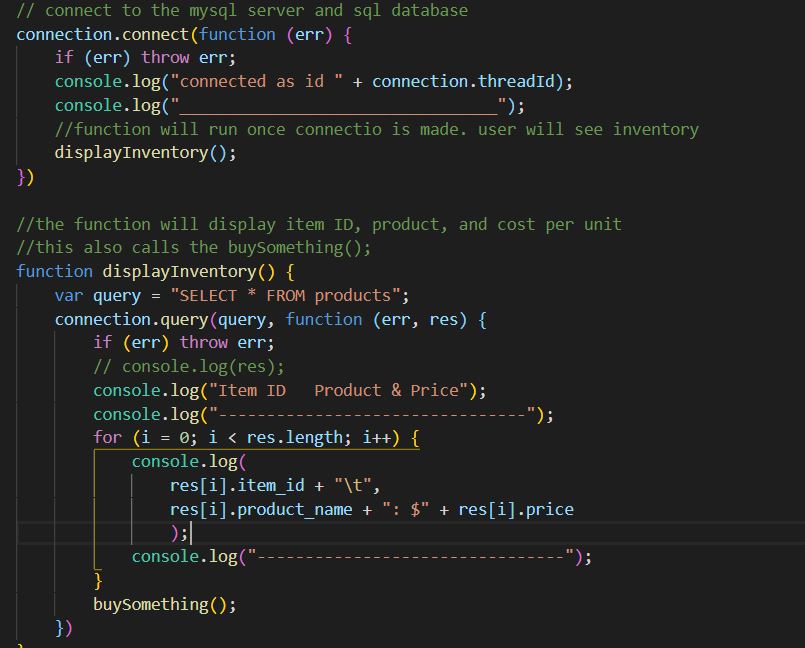 // connect to the mysql server and sql database
connection.connect(function (err) {
    if (err) throw err;
    console.log("connected as id " + connection.threadId);
    console.log("_________________________________");
    //function will run once connectio is made. user will see inventory
    displayInventory();
})

//the function will display item ID, product, and cost per unit
//this also calls the buySomething();
function displayInventory() {
    var query = "SELECT * FROM products";
    connection.query(query, function (err, res) {
        if (err) throw err;
        // console.log(res);
        console.log("Item ID   Product & Price");
        console.log("--------------------------------");
        for (i = 0; i < res.length; i++) {
            console.log(
                res[i].item_id + "\t",
                res[i].product_name + ": $" + res[i].price
                );
            console.log("--------------------------------");
        }
        buySomething();
    })
}